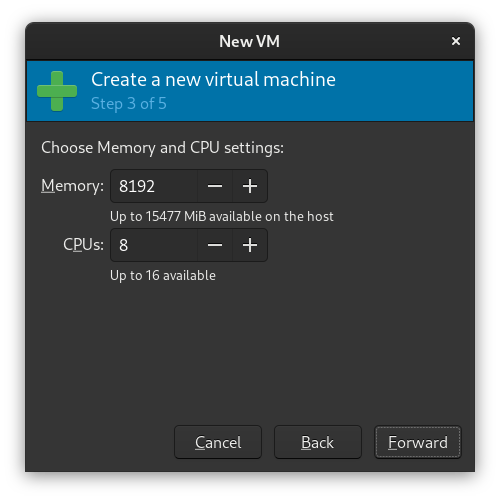 New VM ×
Create a new virtual machine
Step 3 of 5
Choose Memory and CPU settings:
Memory: 8192 − +
Up to 15477 MiB available on the host
CPUs: 8 − +
Up to 16 available
Cancel Back Forward